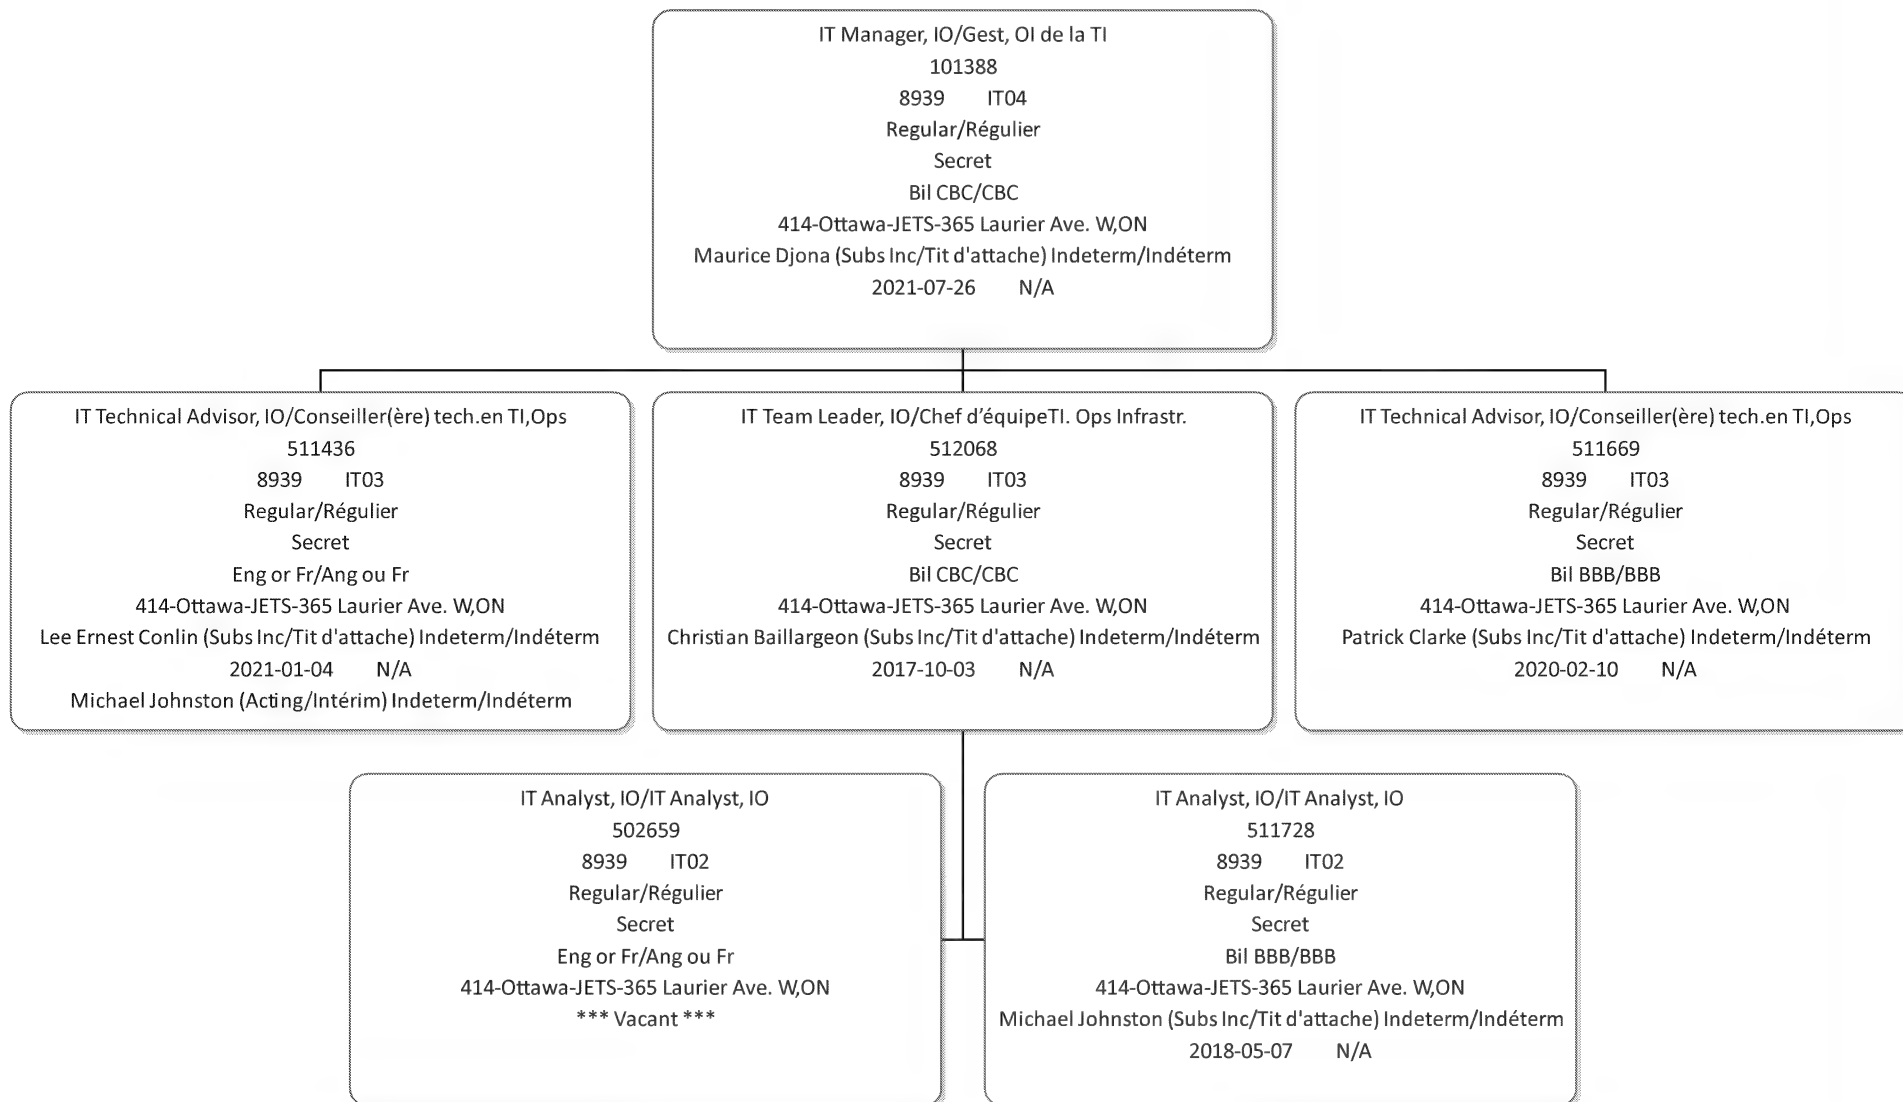 IT Manager, IO/Gest, OI de la TI
101388
8939 IT04
Regular/Régulier
Secret
Bil CBC/CBC
414-Ottawa-JETS-365 Laurier Ave. W,ON
Maurice Djona (Subs Inc/Tit d'attache) Indeterm/Indéterm
2021-07-26 N/A
IT Technical Advisor, IO/Conseiller(ère) tech.en TI,Ops
511436
8939 IT03
Regular/Régulier
Secret
Eng or Fr/Ang ou Fr
414-Ottawa-JETS-365 Laurier Ave. W,ON
Lee Ernest Conlin (Subs Inc/Tit d'attache) Indeterm/Indéterm
2021-01-04 N/A
Michael Johnston (Acting/Intérim) Indeterm/Indéterm
IT Team Leader, IO/Chef d’équipeTI. Ops Infrastr.
512068
8939 IT03
Regular/Régulier
Secret
Bil CBC/CBC
414-Ottawa-JETS-365 Laurier Ave. W,ON
Christian Baillargeon (Subs Inc/Tit d'attache) Indeterm/Indéterm
2017-10-03 N/A
IT Technical Advisor, IO/Conseiller(ère) tech.en TI,Ops
511669
8939 IT03
Regular/Régulier
Secret
Bil BBB/BBB
414-Ottawa-JETS-365 Laurier Ave. W,ON
Patrick Clarke (Subs Inc/Tit d'attache) Indeterm/Indéterm
2020-02-10 N/A
IT Analyst, IO/IT Analyst, IO
502659
8939 IT02
Regular/Régulier
Secret
Eng or Fr/Ang ou Fr
414-Ottawa-JETS-365 Laurier Ave. W,ON
*** Vacant ***
IT Analyst, IO/IT Analyst, IO
511728
8939 IT02
Regular/Régulier
Secret
Bil BBB/BBB
414-Ottawa-JETS-365 Laurier Ave. W,ON
Michael Johnston (Subs Inc/Tit d'attache) Indeterm/Indéterm
2018-05-07 N/A